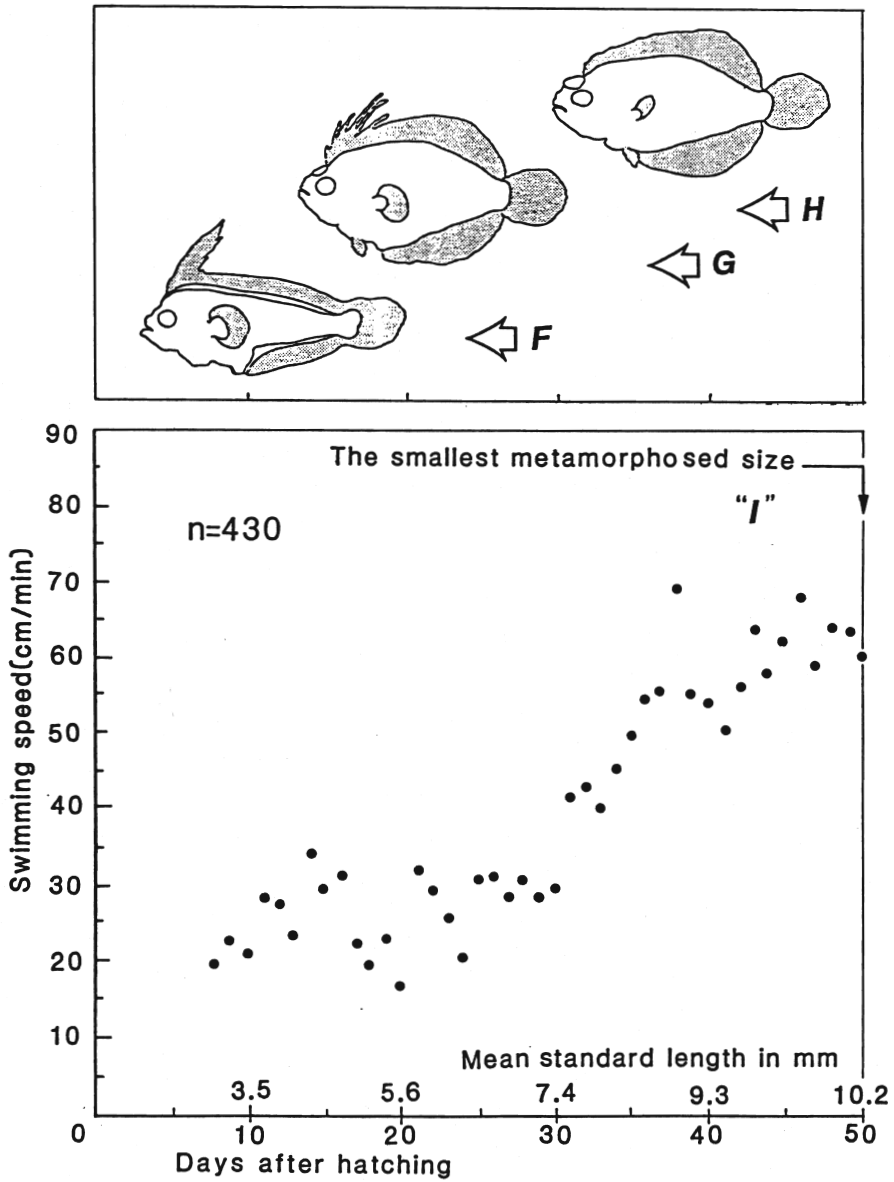 H
G
F
90
The smallest metamorphosed size
80
"I"
n=430
70
60
50
40
30
20
10
Swimming speed(cm/min)
Mean standard length in mm
3.5 5.6 7.4 9.3 10.2
0 10 20 30 40 50
Days after hatching